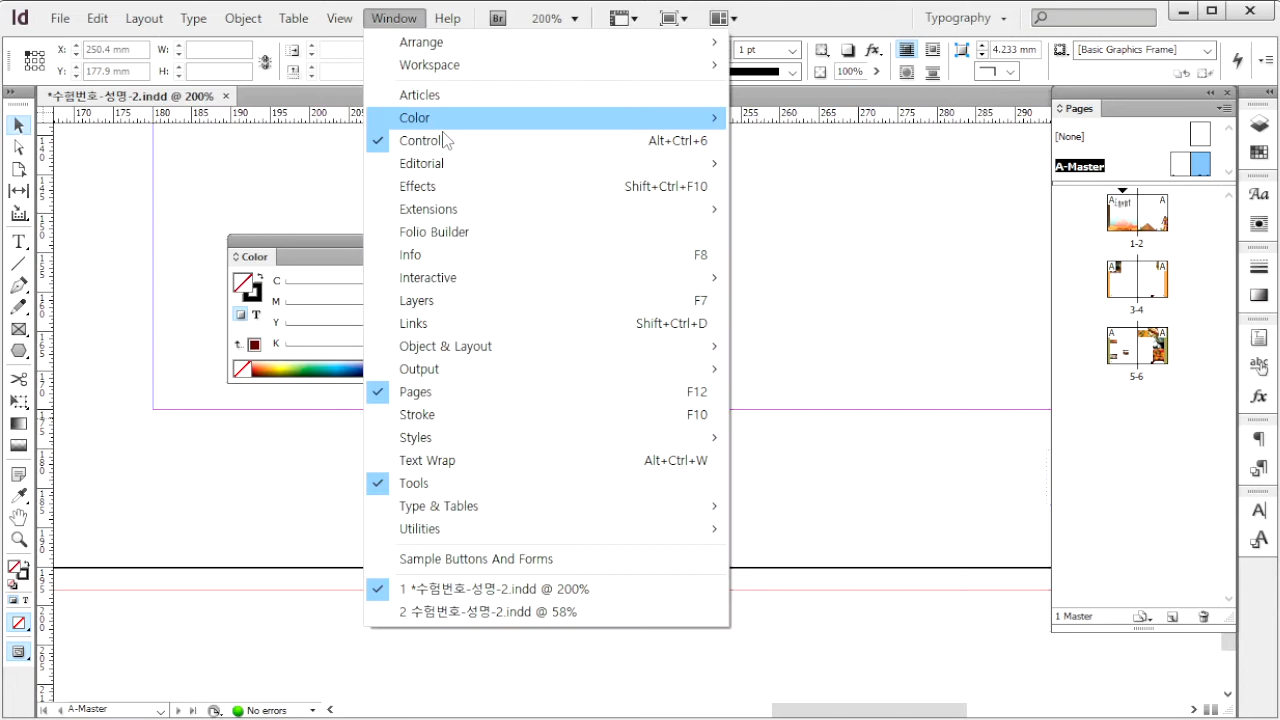 Id File Edit Layout Type Object Table View Window Help Br 200% Typography
X: 250.4 mm W: 1 pt 4.233 mm [Basic Graphics Frame]
Y: 177.9 mm H: 100%
*수험번호-성명-2.indd @ 200% ×
180 185 190 195 200 205 255 260 265 270 275 280 285 290 295
Arrange
Workspace
Articles
Color
Control Alt+Ctrl+6
Editorial
Effects Shift+Ctrl+F10
Extensions
Folio Builder
Info F8
Interactive
Layers F7
Links Shift+Ctrl+D
Object & Layout
Output
Pages F12
Stroke F10
Styles
Text Wrap Alt+Ctrl+W
Tools
Type & Tables
Utilities
Sample Buttons And Forms
1 *수험번호-성명-2.indd @ 200%
2 수험번호-성명-2.indd @ 58%
Color
C
M
T
Y
K
Pages
[None]
A-Master
A Egypt A
1-2
A A
3-4
A A
5-6
1 Master
A-Master No errors